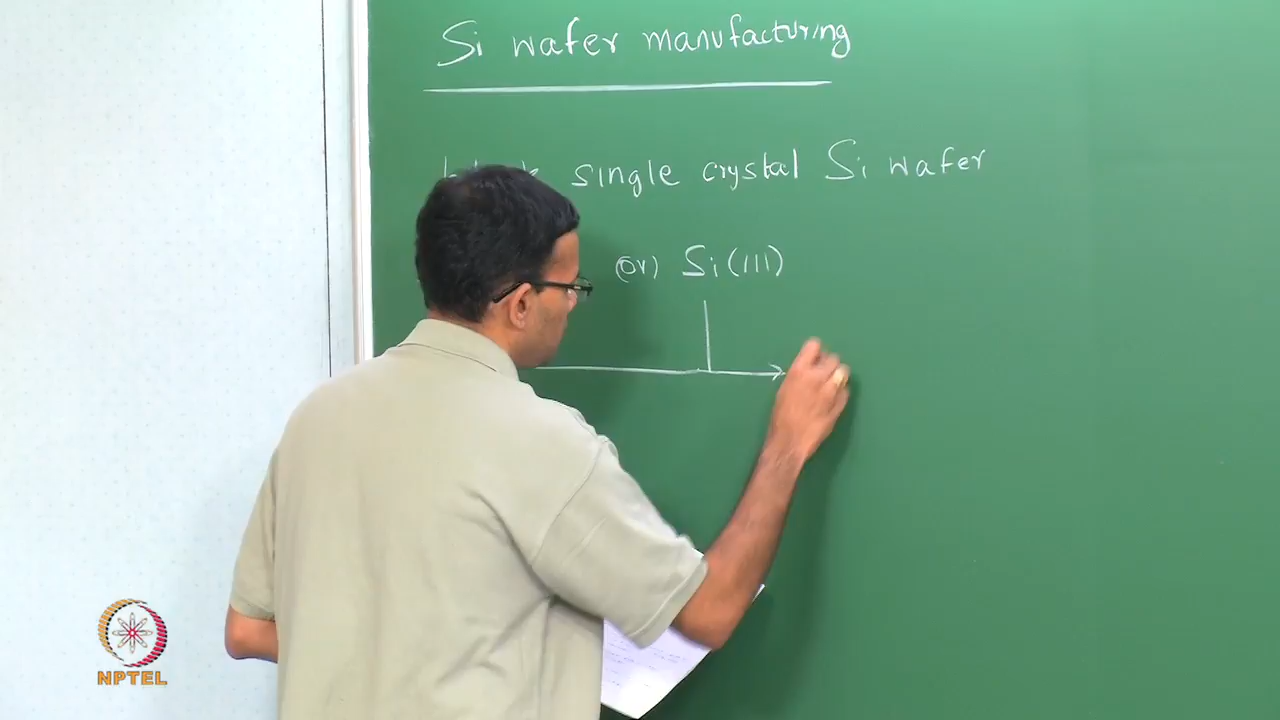 Si wafer manufacturing
single crystal Si wafer
(or) Si(111)
NPTEL